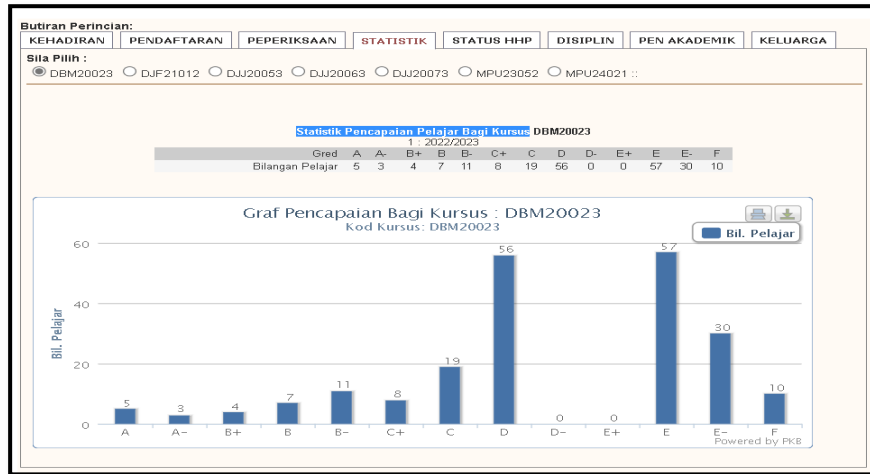 Butiran Perincian:
KEHADIRAN PENDAFTARAN PEPERIKSAAN STATISTIK STATUS HHP DISIPLIN PEN AKADEMIK KELUARGA
Sila Pilih :
DBM20023 DJF21012 DJJ20053 DJJ20063 DJJ20073 MPU23052 MPU24021 ::
Statistik Pencapaian Pelajar Bagi Kursus DBM20023
1 : 2022/2023
Gred A A- B+ B B- C+ C D D- E+ E E- F
Bilangan Pelajar 5 3 4 7 11 8 19 56 0 0 57 30 10
Graf Pencapaian Bagi Kursus : DBM20023
Kod Kursus: DBM20023
Bil. Pelajar
Bil. Pelajar
60
40
20
0
5 3 4 7 11 8 19 56 0 0 57 30 10
A A- B+ B B- C+ C D D- E+ E E- F
Powered by PKB